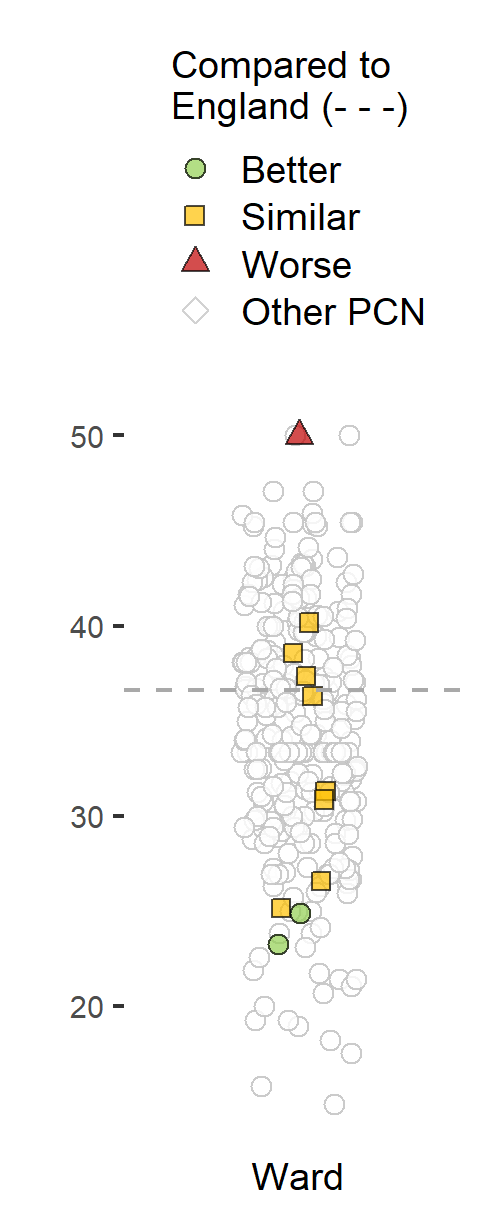 Compared to
England (- - -)
Better
Similar
Worse
Other PCN
50
40
30
20
Ward